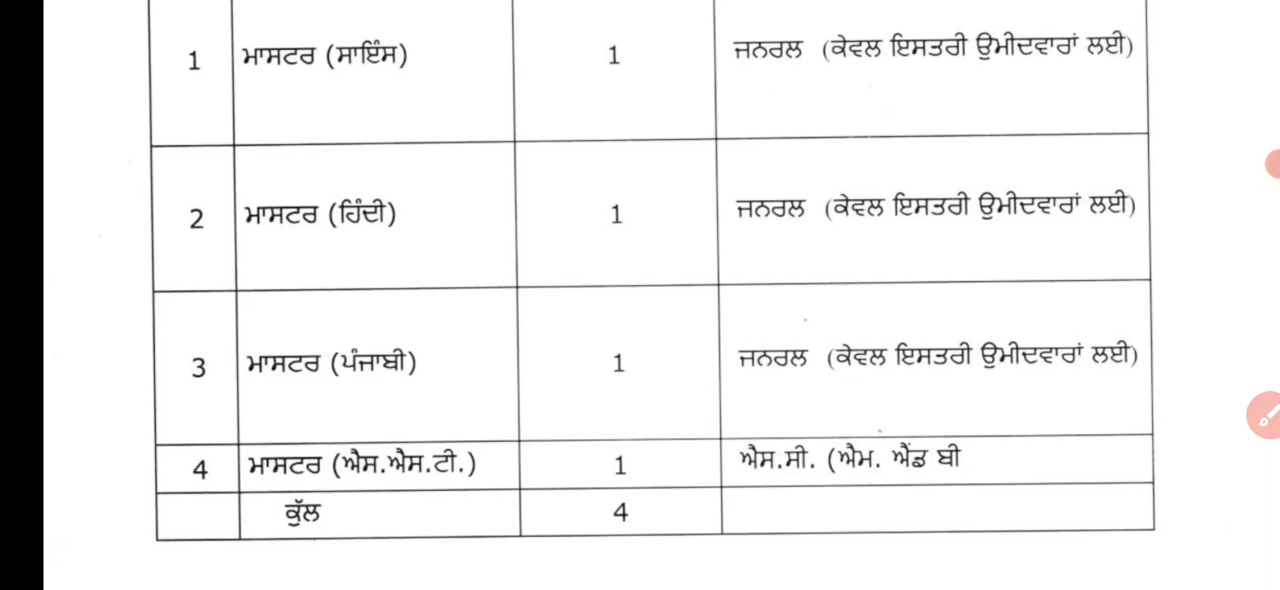 1 ਮਾਸਟਰ (ਸਾਇੰਸ) 1 ਜਨਰਲ (ਕੇਵਲ ਇਸਤਰੀ ਉਮੀਦਵਾਰਾਂ ਲਈ)
2 ਮਾਸਟਰ (ਹਿੰਦੀ) 1 ਜਨਰਲ (ਕੇਵਲ ਇਸਤਰੀ ਉਮੀਦਵਾਰਾਂ ਲਈ)
3 ਮਾਸਟਰ (ਪੰਜਾਬੀ) 1 ਜਨਰਲ (ਕੇਵਲ ਇਸਤਰੀ ਉਮੀਦਵਾਰਾਂ ਲਈ)
4 ਮਾਸਟਰ (ਐਸ.ਐਸ.ਟੀ.) 1 ਐਸ.ਸੀ. (ਐਮ. ਐਂਡ ਬੀ
ਕੁੱਲ 4